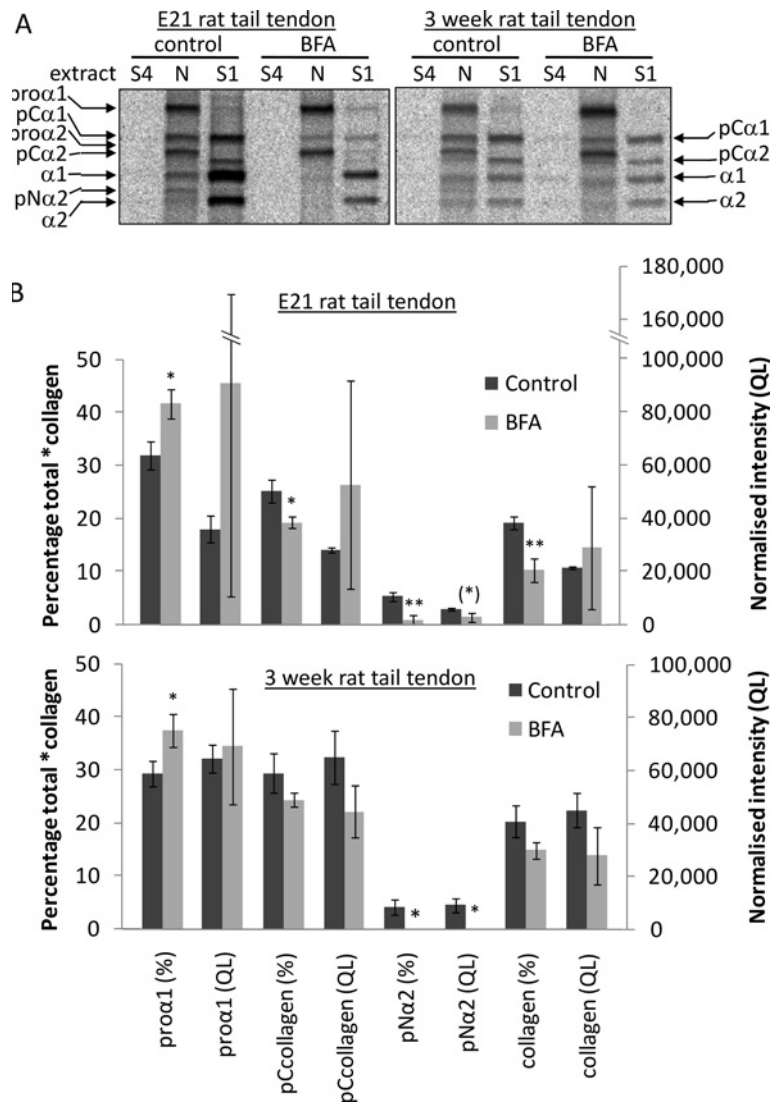 A
E21 rat tail tendon
3 week rat tail tendon
control BFA control BFA
extract S4 N S1 S4 N S1 S4 N S1 S4 N S1
proα1
pCα1
proα2
pCα2
α1
pNα2
α2
pCα1
pCα2
α1
α2
B
E21 rat tail tendon
Percentage total *collagen
50
40
30
20
10
0
* * ** (*) **
Control
BFA
180,000
160,000
100,000
80,000
60,000
40,000
20,000
0
Normalised intensity (QL)
3 week rat tail tendon
Percentage total *collagen
50
40
30
20
10
0
* * *
Control
BFA
100,000
80,000
60,000
40,000
20,000
0
Normalised intensity (QL)
proα1 (%)
proα1 (QL)
pCcollagen (%)
pCcollagen (QL)
pNα2 (%)
pNα2 (QL)
collagen (%)
collagen (QL)